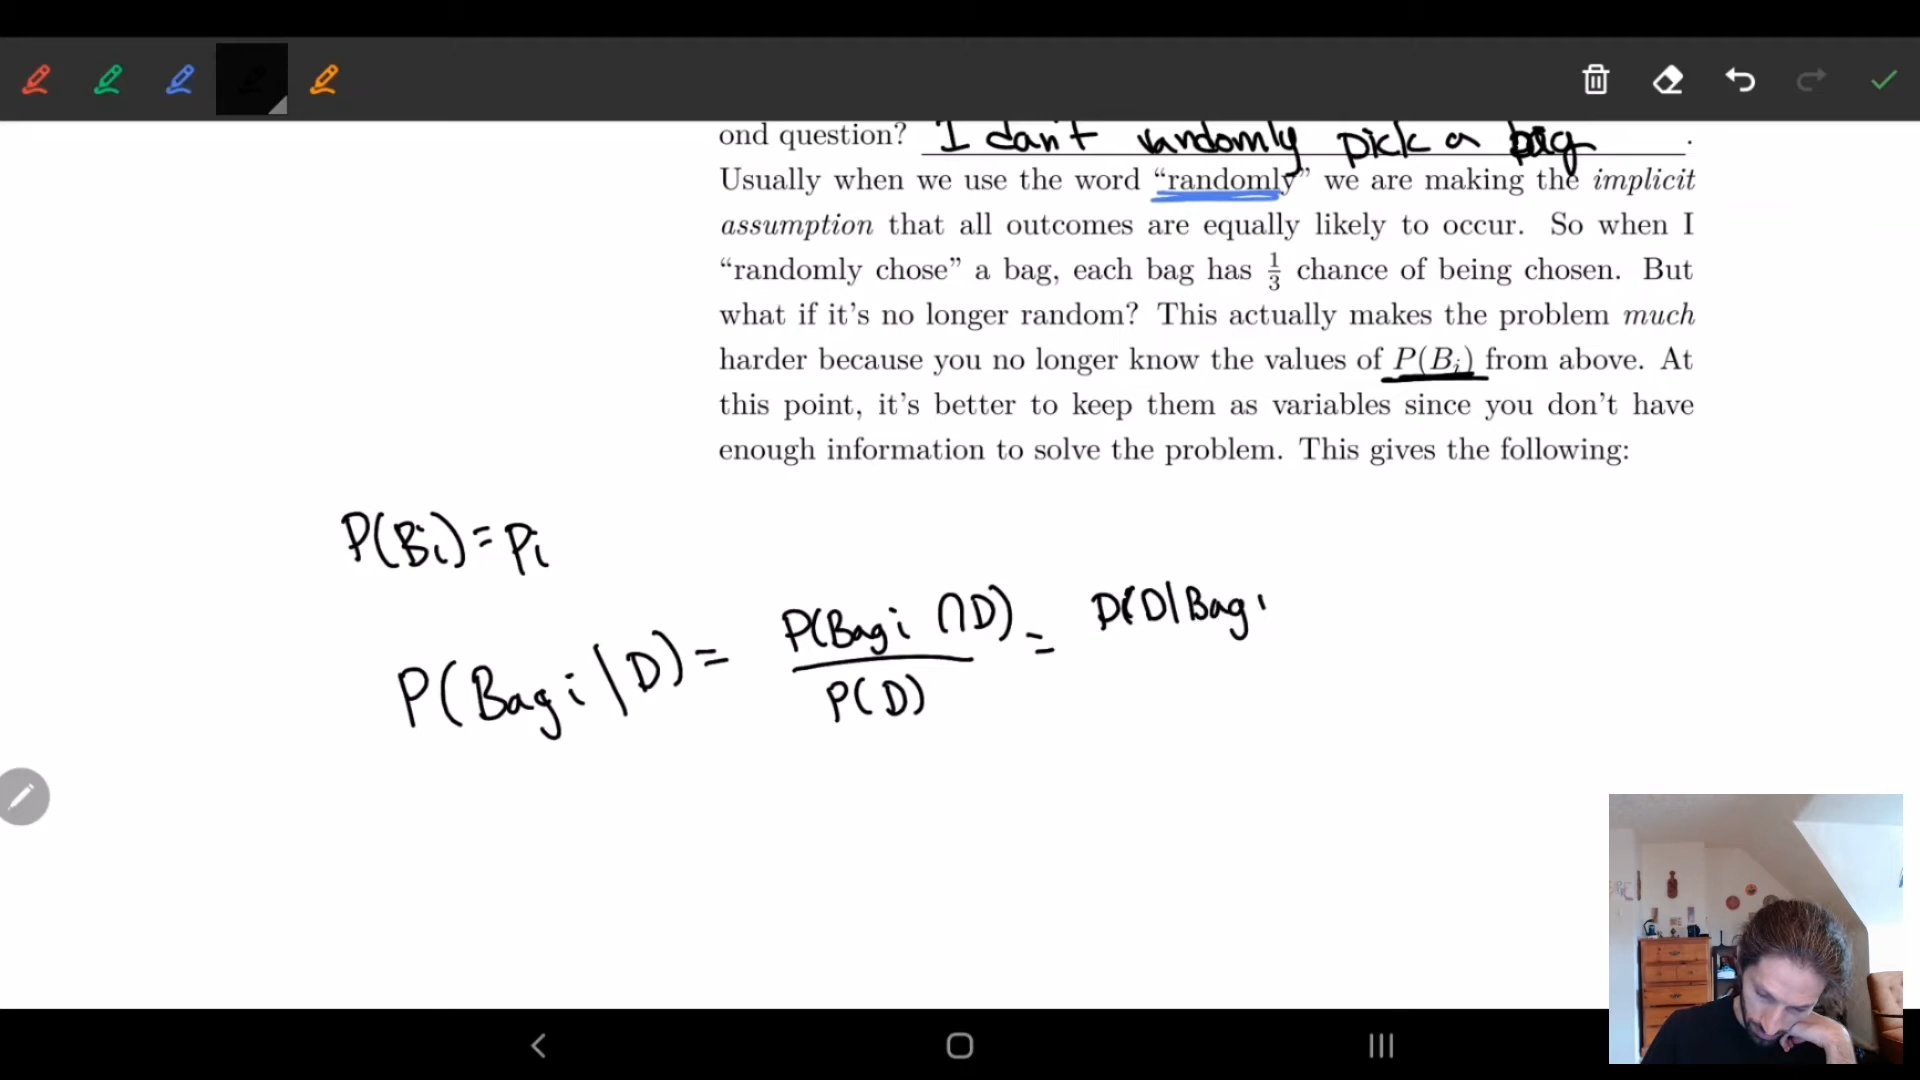 ond question? I don't randomly pick a bag.
Usually when we use the word “randomly” we are making the implicit
assumption that all outcomes are equally likely to occur. So when I
“randomly chose” a bag, each bag has 1/3 chance of being chosen. But
what if it’s no longer random? This actually makes the problem much
harder because you no longer know the values of P(Bᵢ) from above. At
this point, it’s better to keep them as variables since you don’t have
enough information to solve the problem. This gives the following:
P(Bi)=Pi
P(Bag i | D) = P(Bag i ∩ D) / P(D) = P(D|Bag i